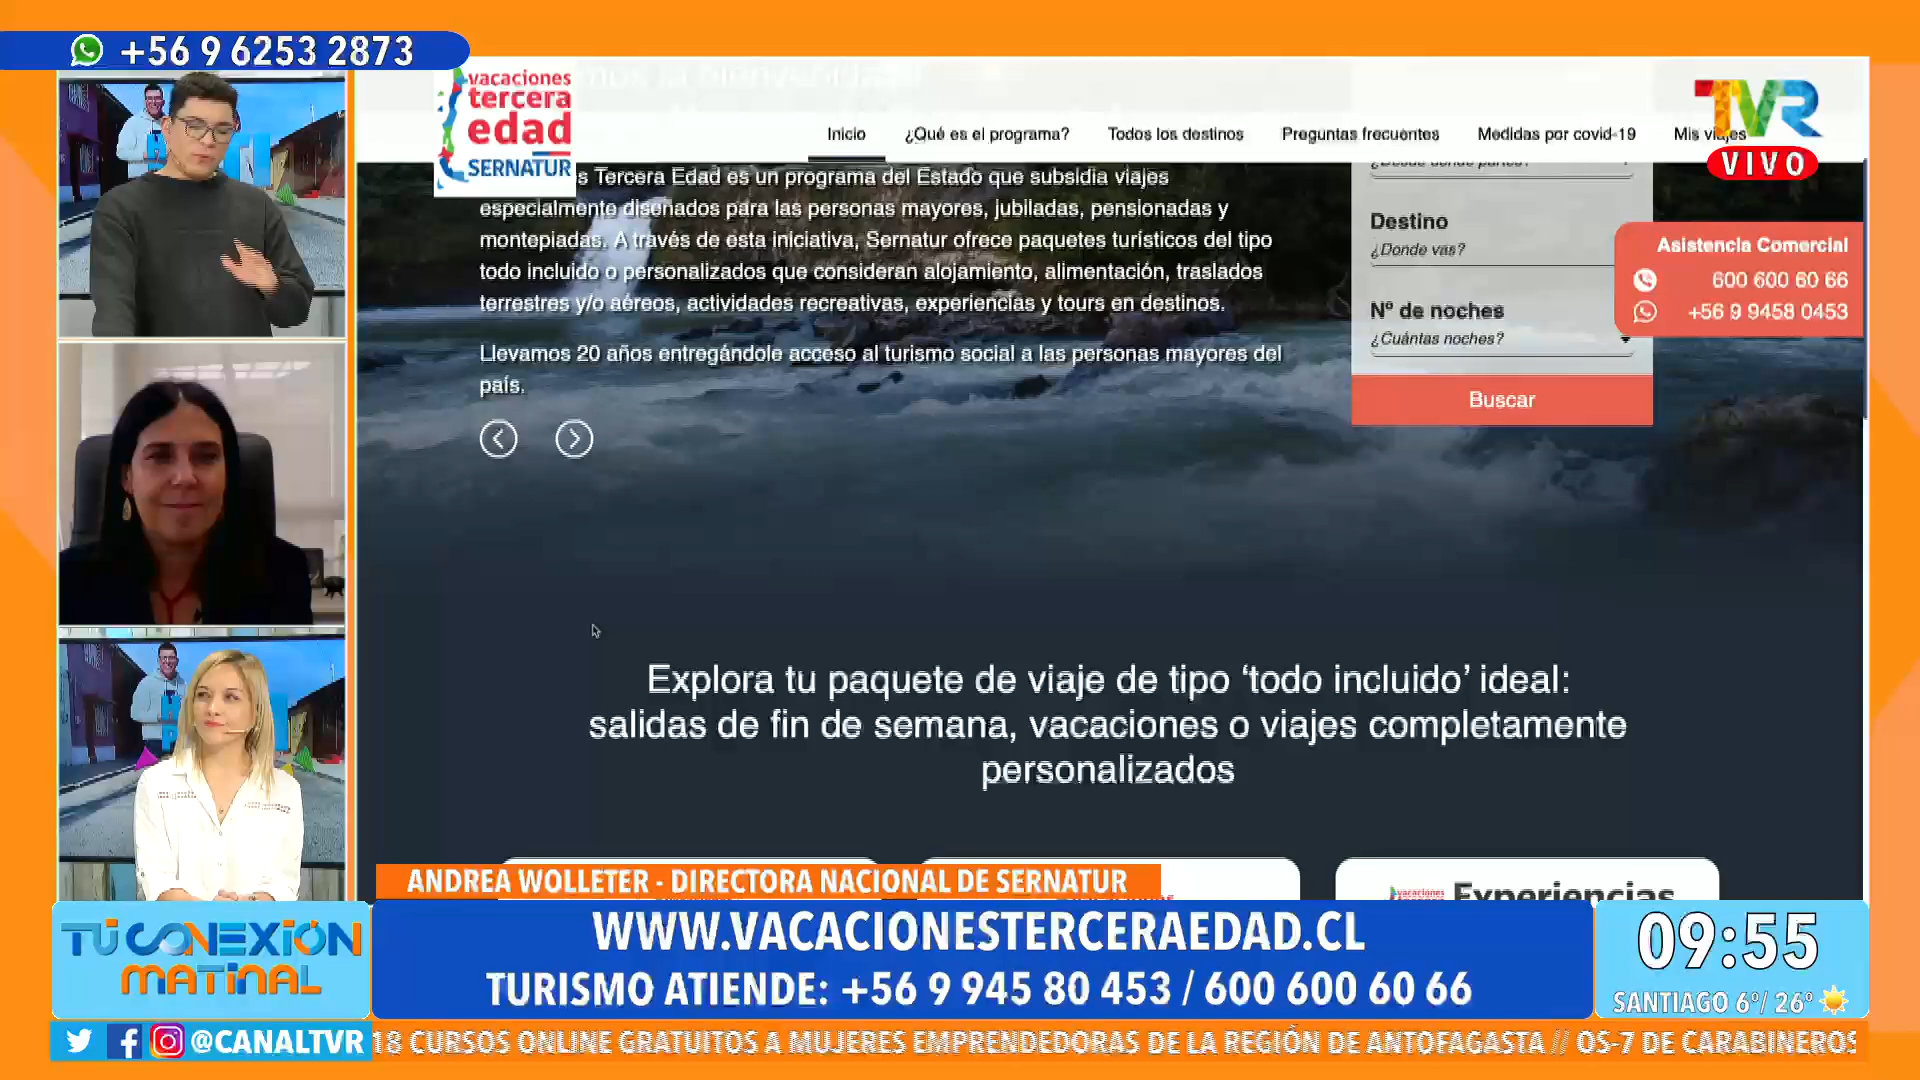 +56 9 6253 2873
vacaciones
tercera
edad
SERNATUR
Inicio
¿Qué es el programa?
Todos los destinos
Preguntas frecuentes
Medidas por covid-19
Mis viajes
TVR
VIVO
s Tercera Edad es un programa del Estado que subsidia viajes
especialmente diseñados para las personas mayores, jubiladas, pensionadas y
montepiadas. A través de esta iniciativa, Sernatur ofrece paquetes turísticos del tipo
todo incluido o personalizados que consideran alojamiento, alimentación, traslados
terrestres y/o aéreos, actividades recreativas, experiencias y tours en destinos.
Llevamos 20 años entregándole acceso al turismo social a las personas mayores del
país.
¿Desde donde partes?
Destino
¿Donde vas?
Nº de noches
¿Cuántas noches?
Buscar
Asistencia Comercial
600 600 60 66
+56 9 9458 0453
Explora tu paquete de viaje de tipo ‘todo incluido’ ideal:
salidas de fin de semana, vacaciones o viajes completamente
personalizados
vacaciones
Experiencias
ANDREA WOLLETER - DIRECTORA NACIONAL DE SERNATUR
WWW.VACACIONESTERCERAEDAD.CL
TURISMO ATIENDE: +56 9 945 80 453 / 600 600 60 66
TU CONEXIÓN
MATINAL
09:55
SANTIAGO 6°/ 26°
@CANALTVR
18 CURSOS ONLINE GRATUITOS A MUJERES EMPRENDEDORAS DE LA REGIÓN DE ANTOFAGASTA // OS-7 DE CARABINEROS